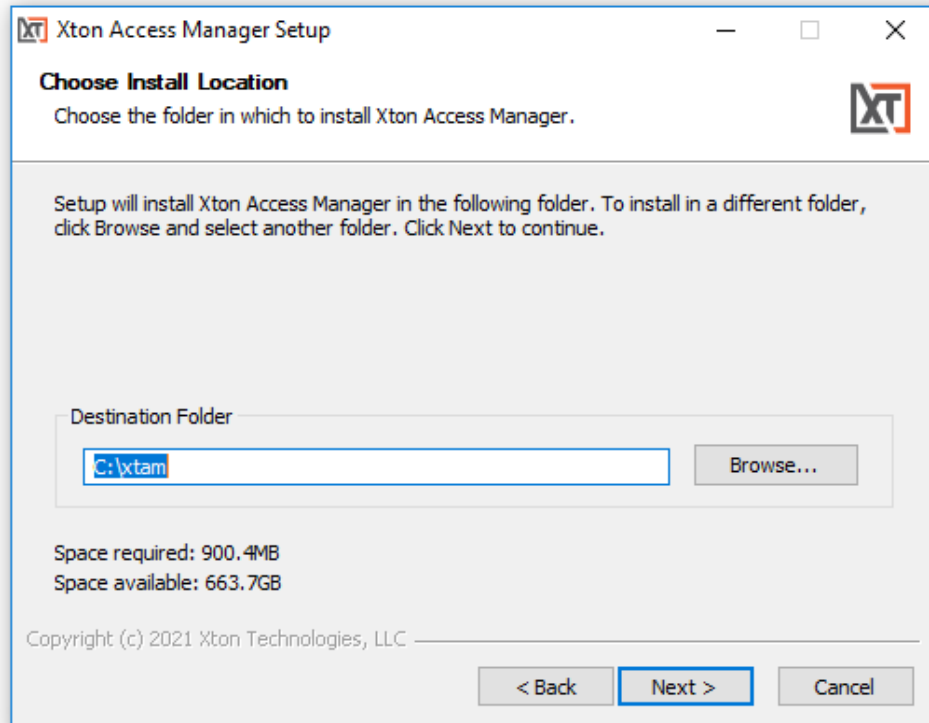 XT Xton Access Manager Setup
Choose Install Location
Choose the folder in which to install Xton Access Manager.
XT
Setup will install Xton Access Manager in the following folder. To install in a different folder,
click Browse and select another folder. Click Next to continue.
Destination Folder
C:\xtam
Browse...
Space required: 900.4MB
Space available: 663.7GB
Copyright (c) 2021 Xton Technologies, LLC
< Back
Next >
Cancel